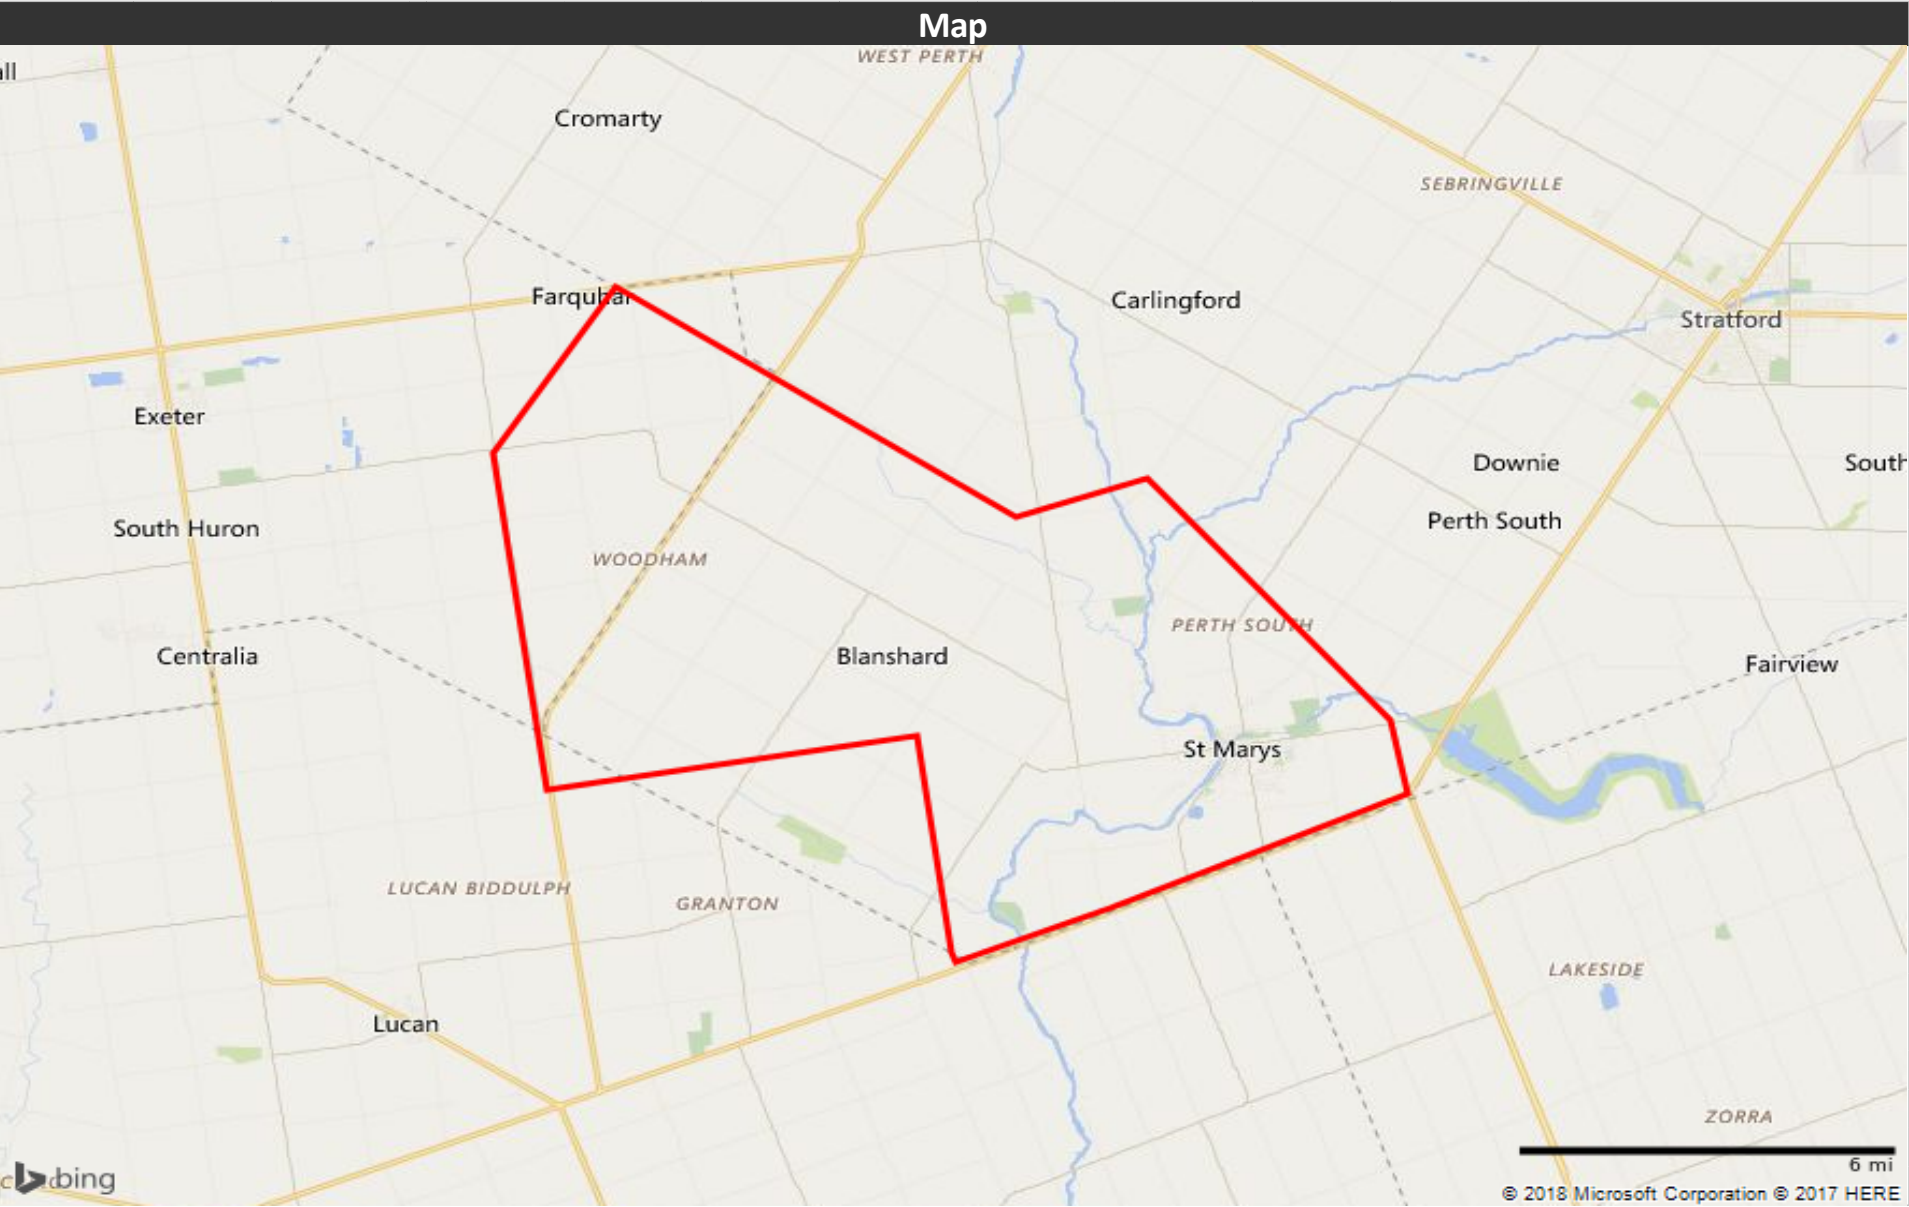 Map
WEST PERTH
all
Cromarty
SEBRINGVILLE
Farquhar
Carlingford
Stratford
Exeter
Downie
South
South Huron
Perth South
WOODHAM
PERTH SOUTH
Centralia
Blanshard
Fairview
St Marys
LUCAN BIDDULPH
GRANTON
LAKESIDE
Lucan
ZORRA
6 mi
bing
© 2018 Microsoft Corporation © 2017 HERE